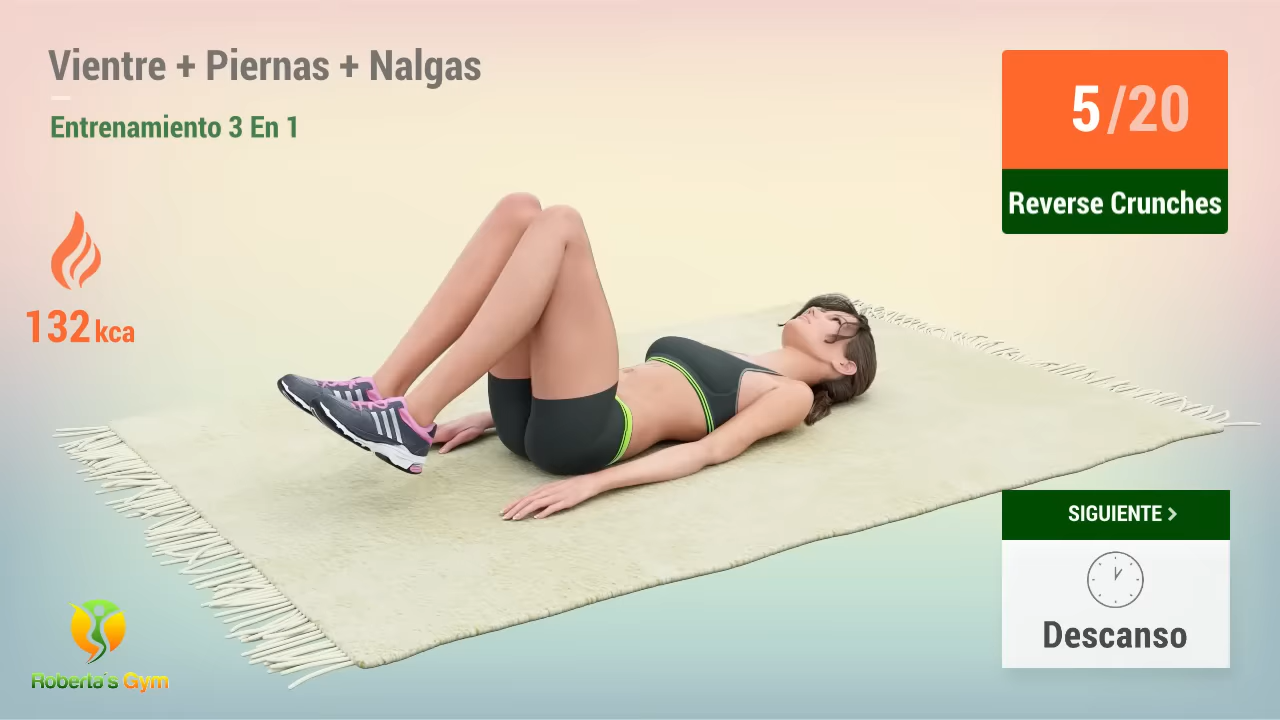 Vientre + Piernas + Nalgas
Entrenamiento 3 En 1
5/20
Reverse Crunches
132 kca
SIGUIENTE >
Descanso
Roberta's Gym